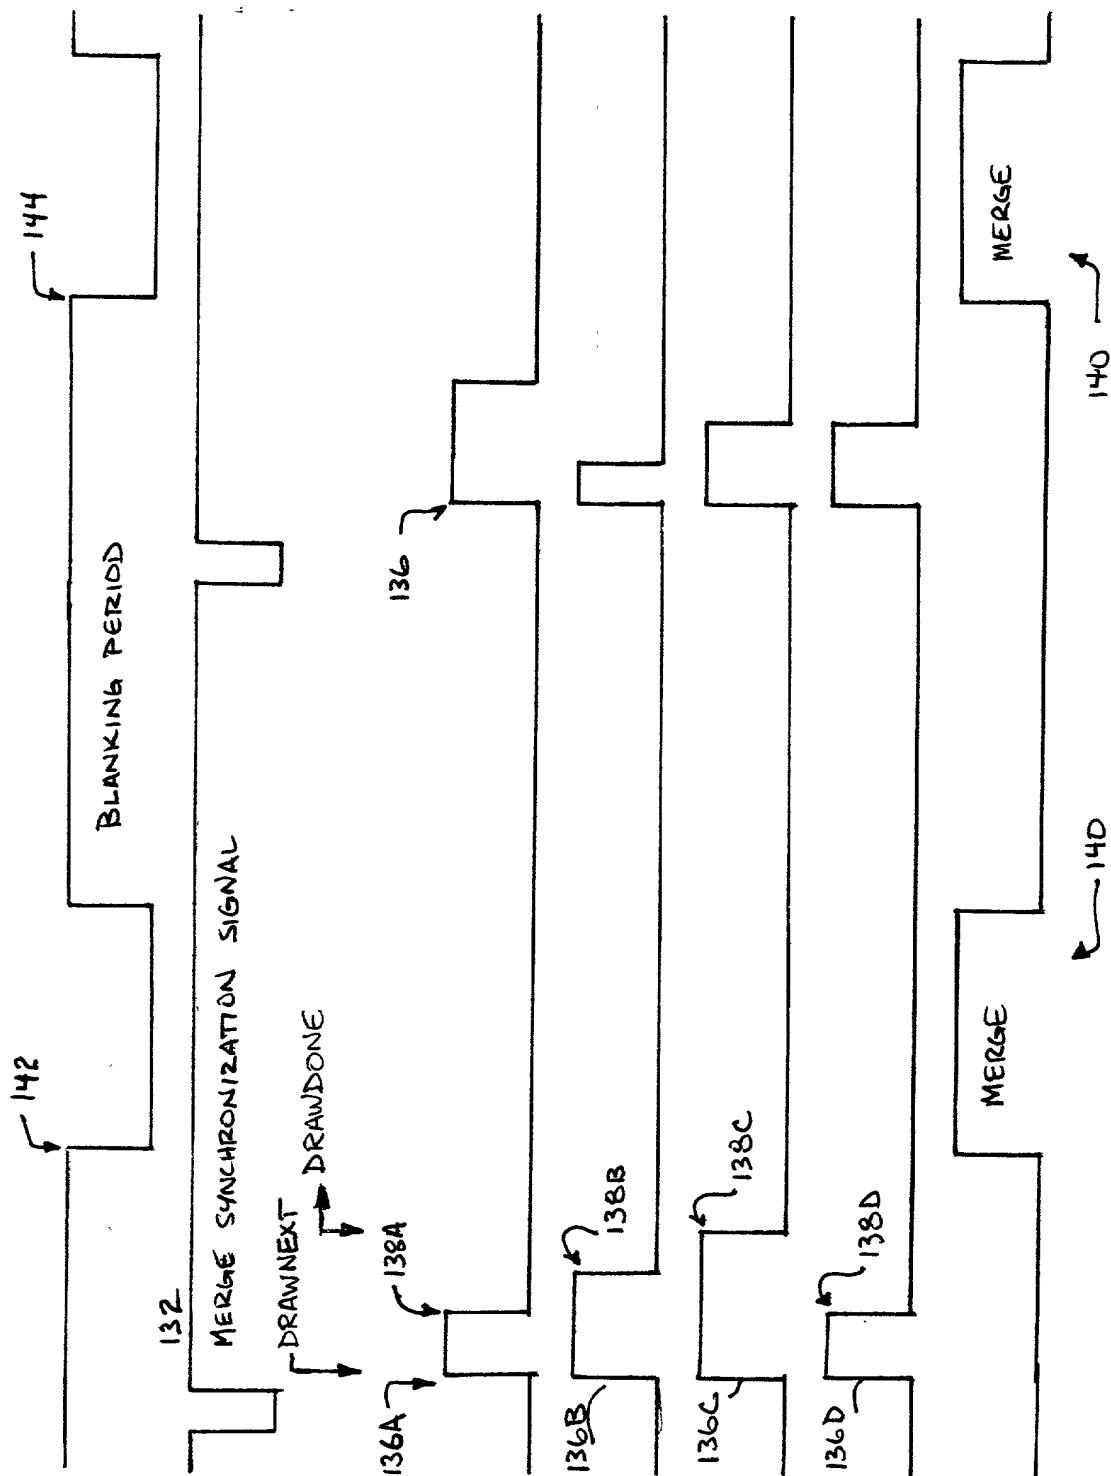 142
144
BLANKING PERIOD
132
MERGE SYNCHRONIZATION SIGNAL
DRAWNEXT
DRAWDONE
136A
138A
136
136B
138B
136C
138C
136D
138D
MERGE
MERGE
140
140